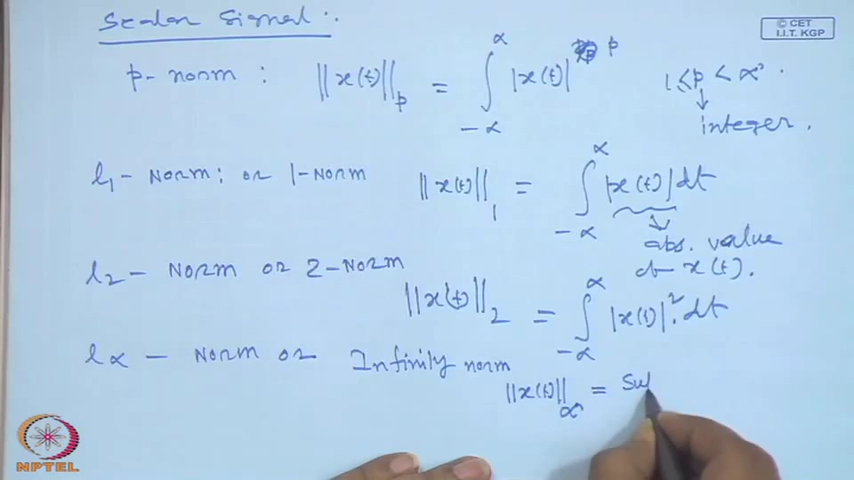 Scalar Signal :.
© CET
I.I.T. KGP
p-norm : ||x(t)||_p = ∫_{-∝}^{∝} |x(t)|^p 1 ≤ p < ∝.
integer.
l₁ - Norm : or 1-Norm ||x(t)||₁ = ∫_{-∝}^{∝} |x(t)| dt
abs. value
x(t).
l₂ - Norm or 2-Norm ||x(t)||₂ = ∫_{-∝}^{∝} |x(t)|².dt
l∝ - Norm or Infinity norm
||x(t)||_∝ = Su
NPTEL